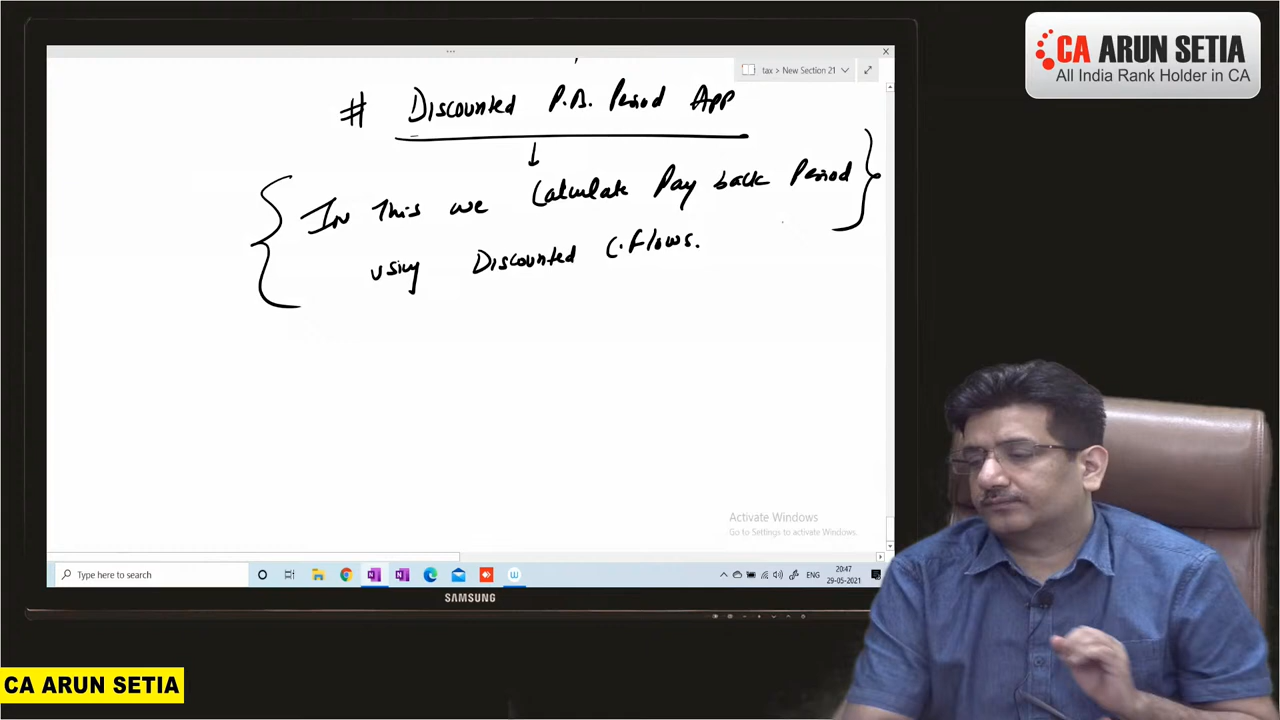 CA ARUN SETIA
All India Rank Holder in CA
tax > New Section 21
# Discounted P.B. Period App
In This we Calculate Pay back Period
using Discounted C.Flows.
Activate Windows
Go to Settings to activate Windows.
Type here to search
ENG
20:47
29-05-2021
SAMSUNG
CA ARUN SETIA